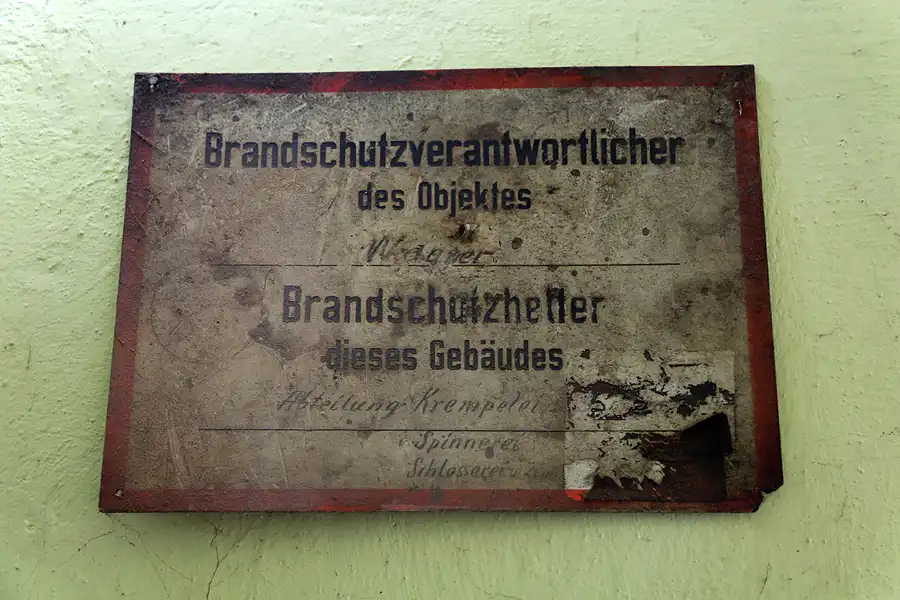 Brandschutzverantwortlicher
des Objektes
Wagner
Brandschutzhelfer
dieses Gebäudes
Abteilung Krempelei
Spinnerei
Schlosserei